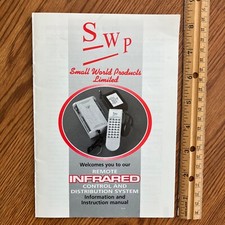 SWP
Small World Products
Limited
Welcomes you to our
REMOTE
INFRARED
CONTROL AND
DISTRIBUTION SYSTEM
Information and
instruction manual